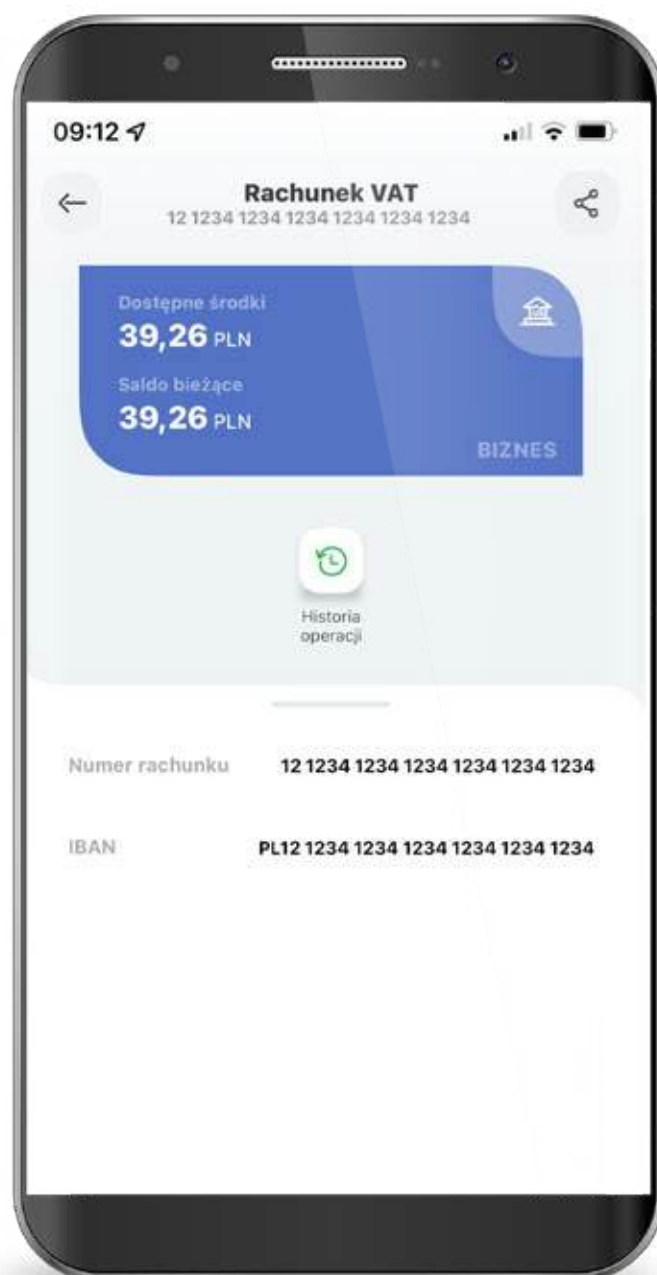 09:12
Rachunek VAT
12 1234 1234 1234 1234 1234 1234
Dostępne środki
39,26 PLN
Saldo bieżące
39,26 PLN
BIZNES
Historia
operacji
Numer rachunku 12 1234 1234 1234 1234 1234 1234
IBAN PL12 1234 1234 1234 1234 1234 1234